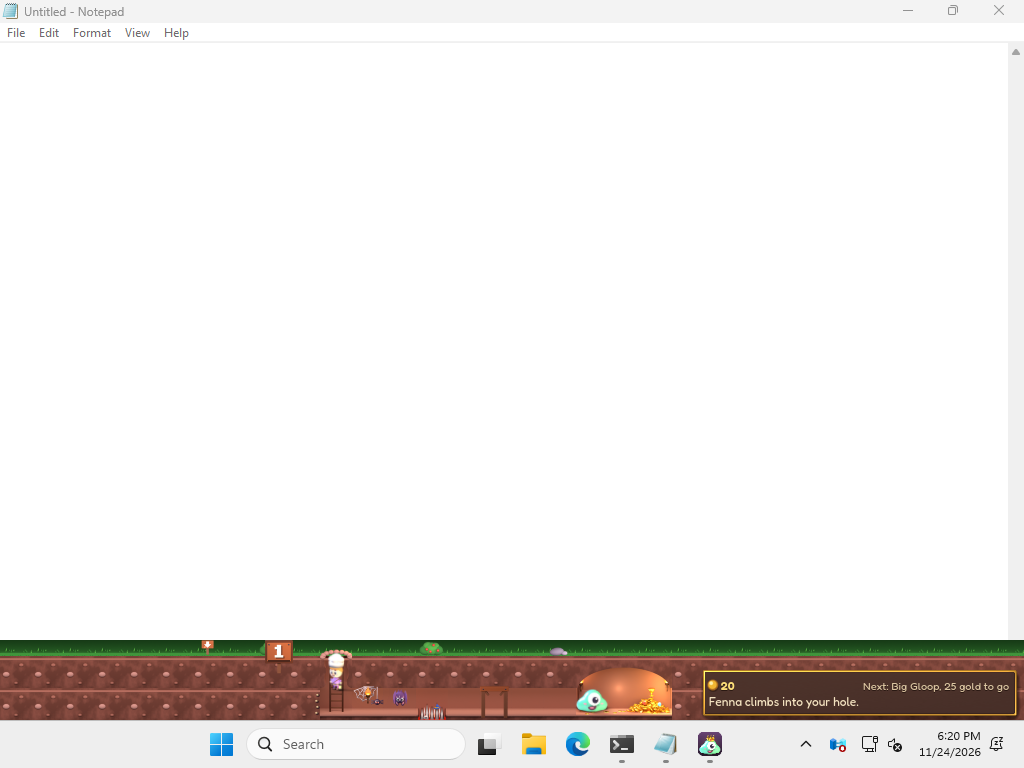 Untitled - Notepad
File Edit Format View Help
1
20 Next: Big Gloop, 25 gold to go
Fenna climbs into your hole.
Search
6:20 PM
11/24/2026